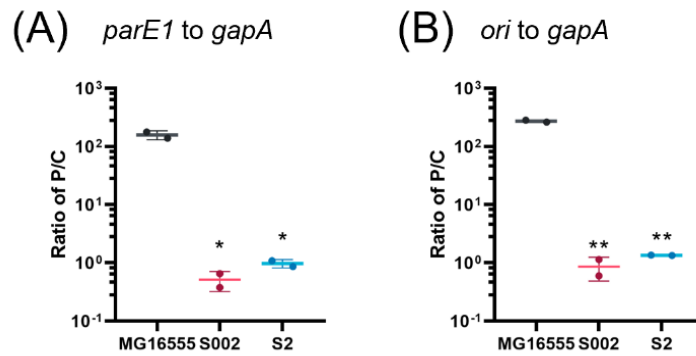 (A) parE1 to gapA
Ratio of P/C
10³
10²
10¹
10⁰
10⁻¹
* *
MG16555 S002 S2
(B) ori to gapA
Ratio of P/C
10³
10²
10¹
10⁰
10⁻¹
** **
MG16555 S002 S2